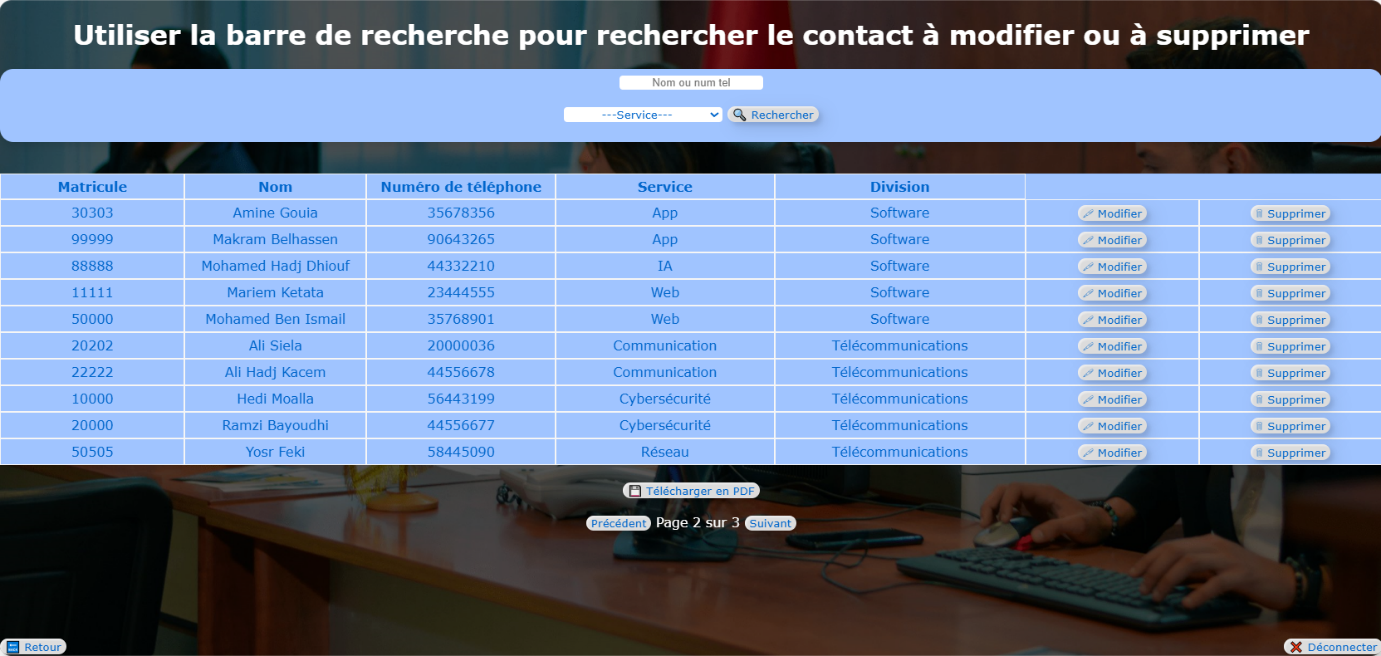 Utiliser la barre de recherche pour rechercher le contact à modifier ou à supprimer
Nom ou num tel
---Service---  Rechercher
Matricule Nom Numéro de téléphone Service Division
30303 Amine Gouia 35678356 App Software Modifier Supprimer
99999 Makram Belhassen 90643265 App Software Modifier Supprimer
88888 Mohamed Hadj Dhiouf 44332210 IA Software Modifier Supprimer
11111 Mariem Ketata 23444555 Web Software Modifier Supprimer
50000 Mohamed Ben Ismail 35768901 Web Software Modifier Supprimer
20202 Ali Siela 20000036 Communication Télécommunications Modifier Supprimer
22222 Ali Hadj Kacem 44556678 Communication Télécommunications Modifier Supprimer
10000 Hedi Moalla 56443199 Cybersécurité Télécommunications Modifier Supprimer
20000 Ramzi Bayoudhi 44556677 Cybersécurité Télécommunications Modifier Supprimer
50505 Yosr Feki 58445090 Réseau Télécommunications Modifier Supprimer
Télécharger en PDF
Précédent Page 2 sur 3 Suivant
Retour Déconnecter